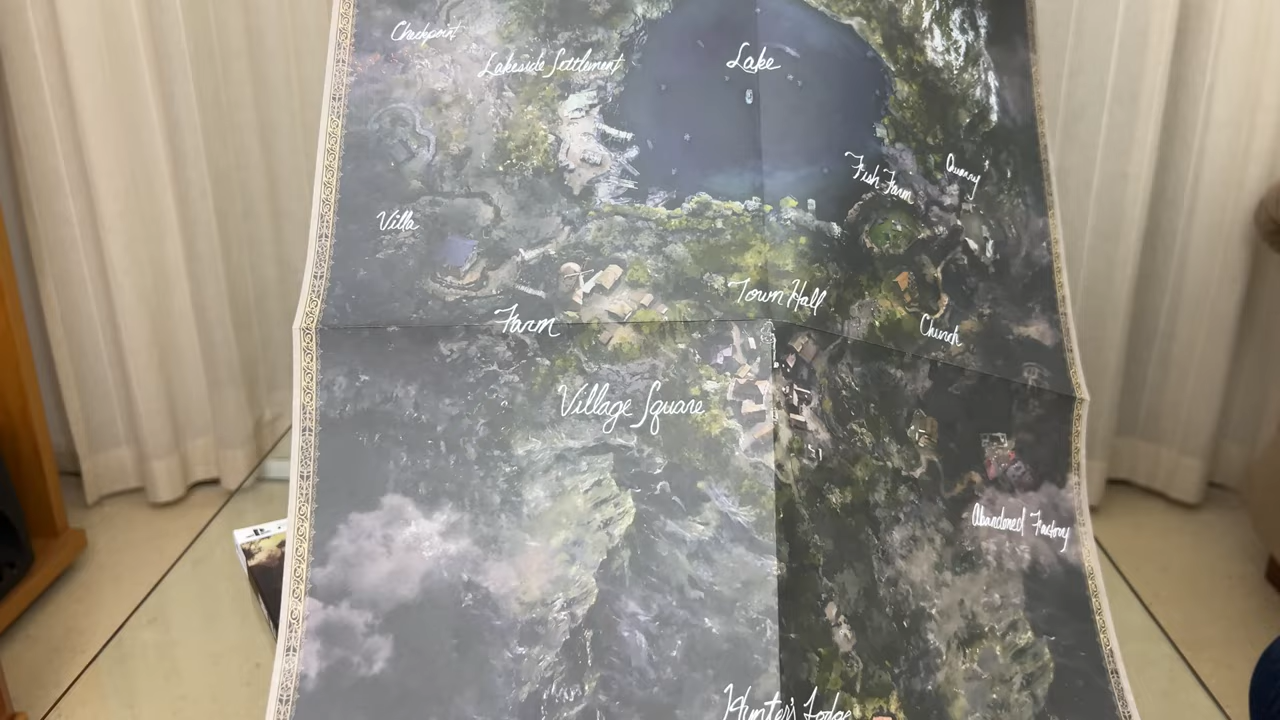 Checkpoint
Lakeside Settlement
Lake
Fish Farm
Quarry
Villa
Town Hall
Farm
Church
Village Square
Abandoned Factory
Hunter's Lodge